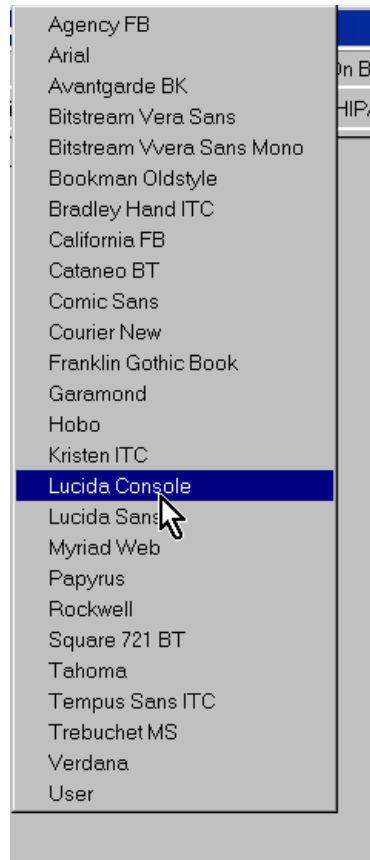 Agency FB
Arial
Avantgarde BK
Bitstream Vera Sans
Bitstream Vvera Sans Mono
Bookman Oldstyle
Bradley Hand ITC
California FB
Cataneo BT
Comic Sans
Courier New
Franklin Gothic Book
Garamond
Hobo
Kristen ITC
Lucida Console
Lucida Sans
Myriad Web
Papyrus
Rockwell
Square 721 BT
Tahoma
Tempus Sans ITC
Trebuchet MS
Verdana
User